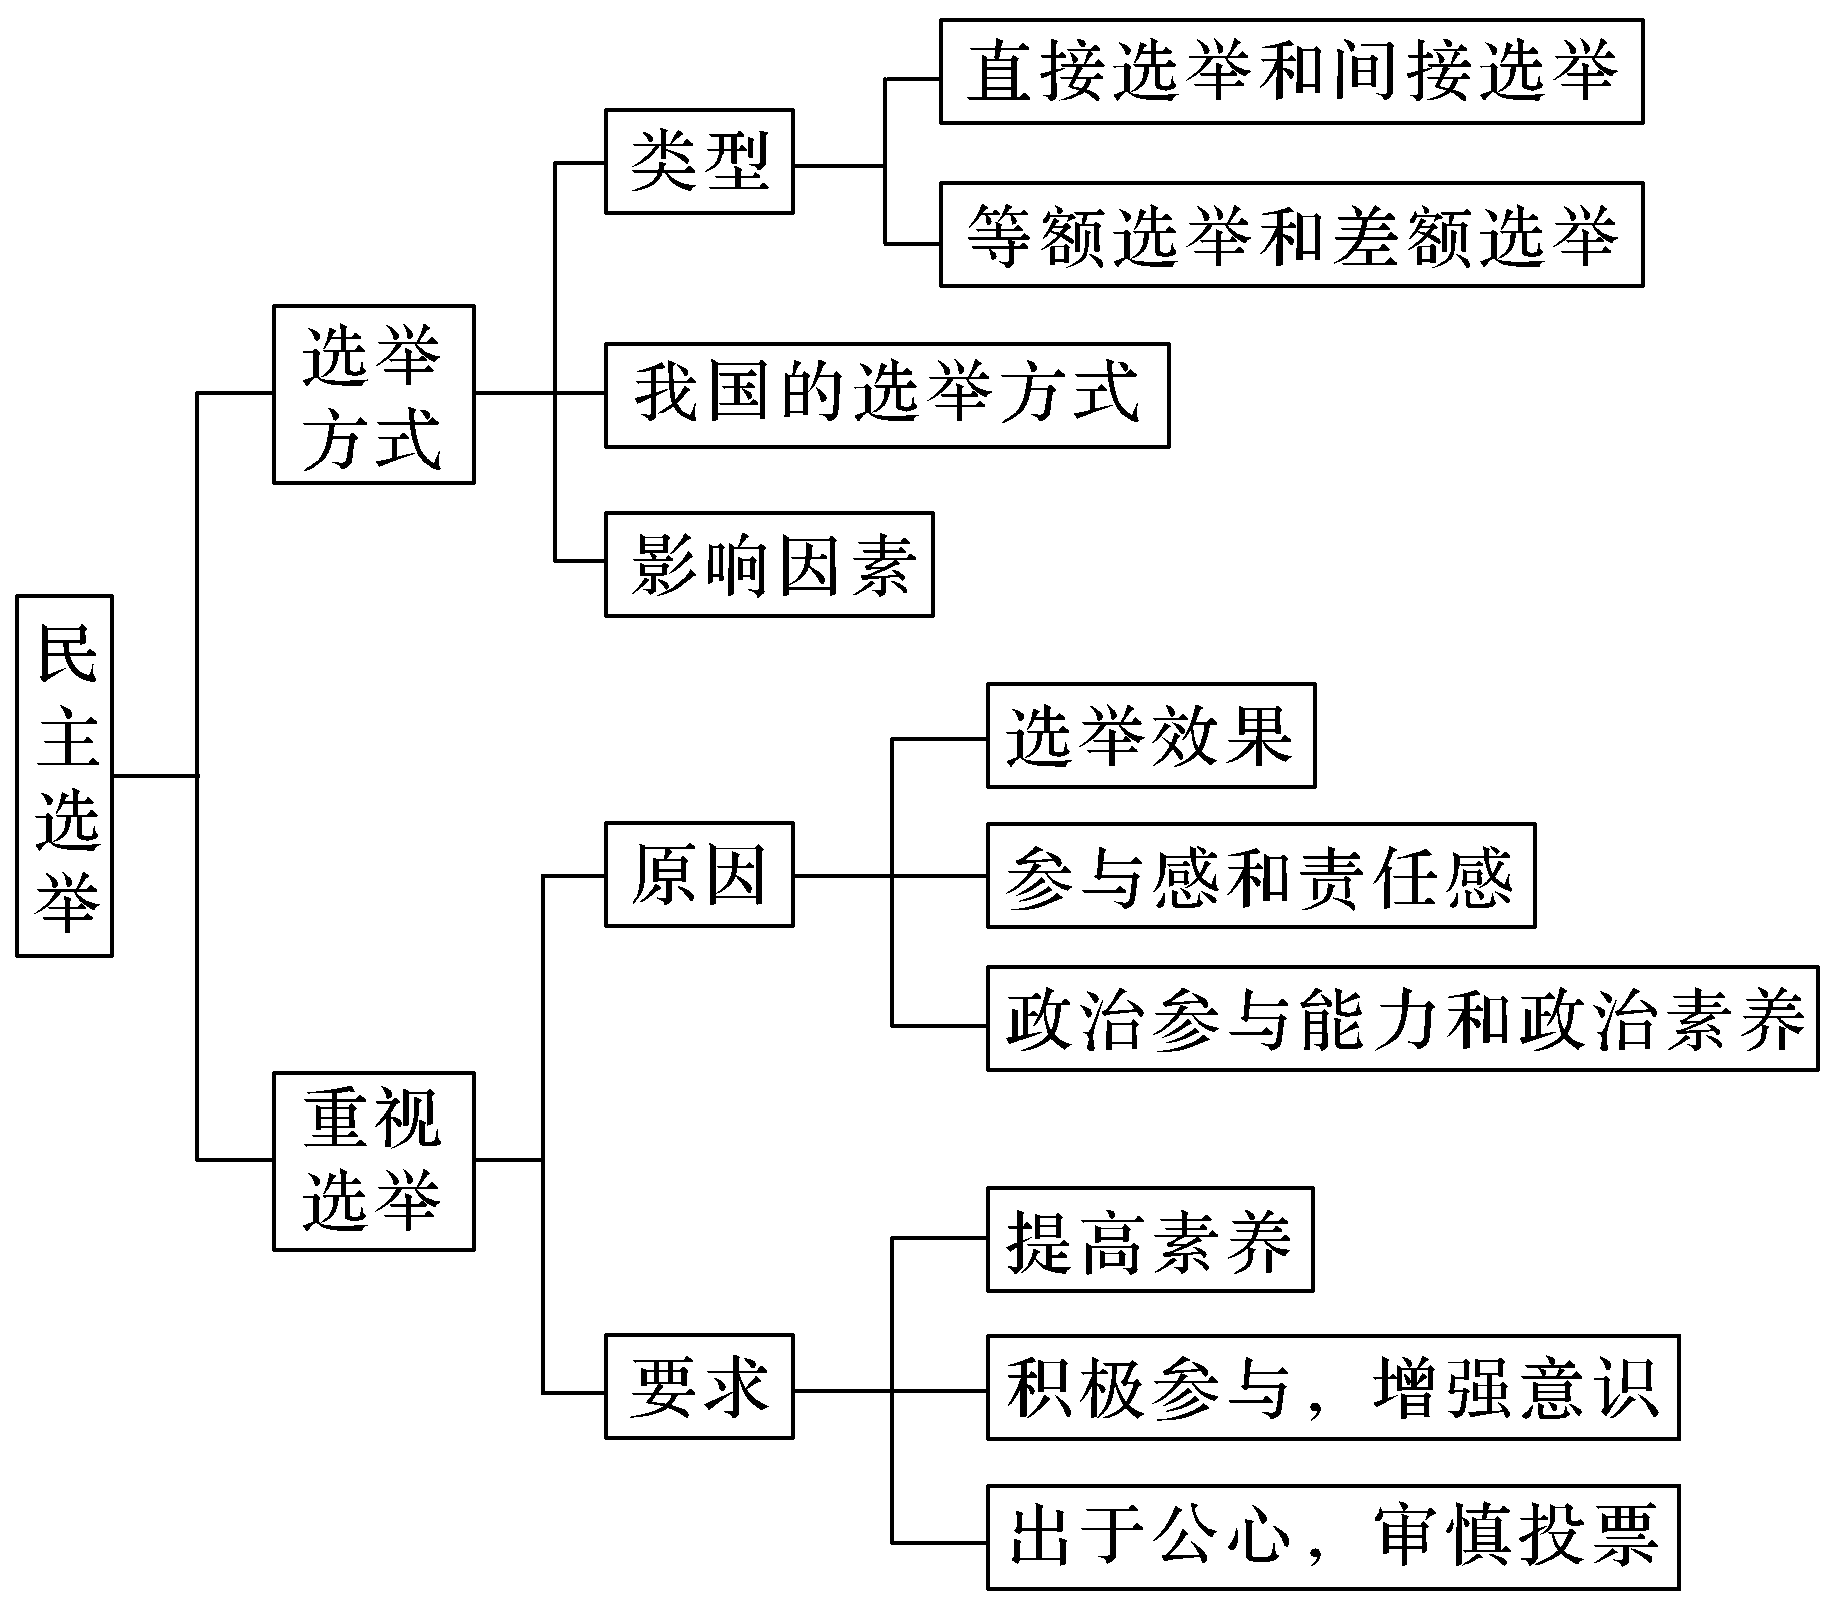 民主选举
选举
方式
类型
直接选举和间接选举
等额选举和差额选举
我国的选举方式
影响因素
重视
选举
原因
选举效果
参与感和责任感
政治参与能力和政治素养
要求
提高素养
积极参与，增强意识
出于公心，审慎投票